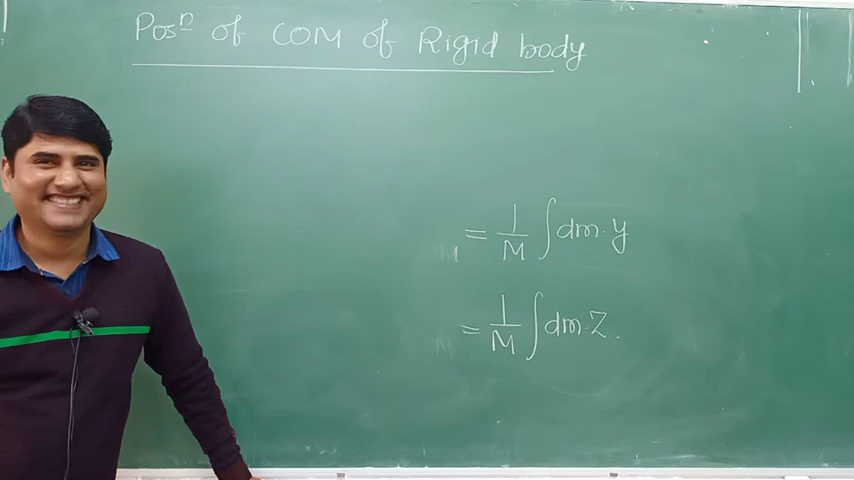 Posn of COM of Rigid body
= 1/M ∫dm.y
= 1/M ∫dm.z.